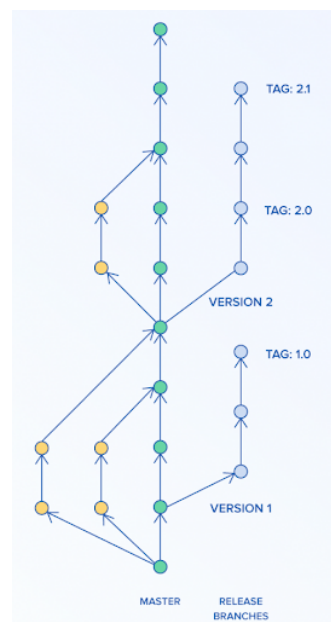 TAG: 2.1
TAG: 2.0
VERSION 2
TAG: 1.0
VERSION 1
MASTER
RELEASE
BRANCHES